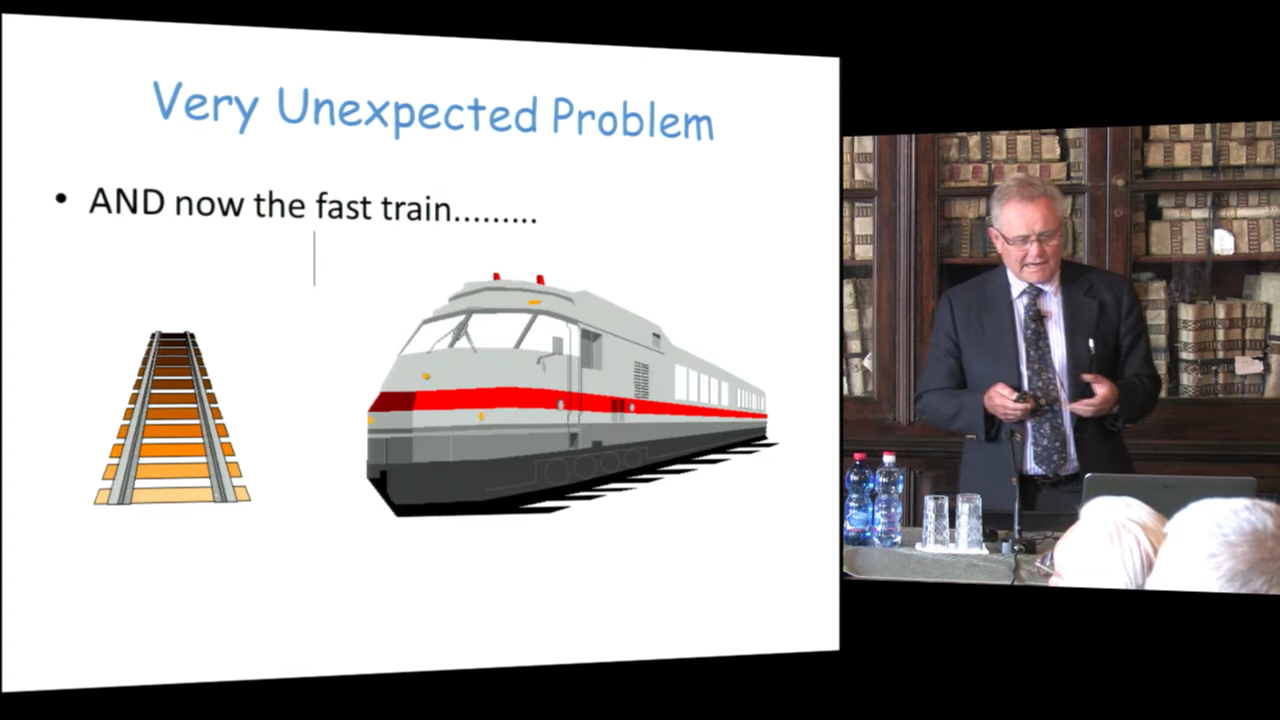 Very Unexpected Problem
• AND now the fast train.........